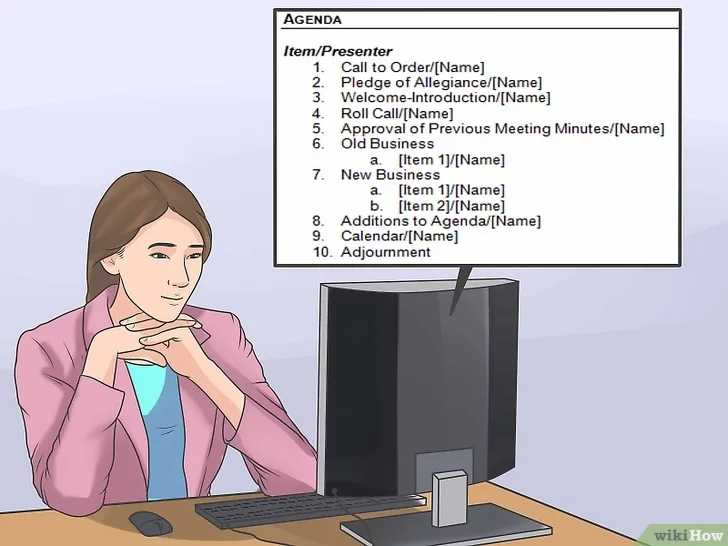 AGENDA
Item/Presenter
1. Call to Order/[Name]
2. Pledge of Allegiance/[Name]
3. Welcome-Introduction/[Name]
4. Roll Call/[Name]
5. Approval of Previous Meeting Minutes/[Name]
6. Old Business
a. [Item 1]/[Name]
7. New Business
a. [Item 1]/[Name]
b. [Item 2]/[Name]
8. Additions to Agenda/[Name]
9. Calendar/[Name]
10. Adjournment
wikiHow